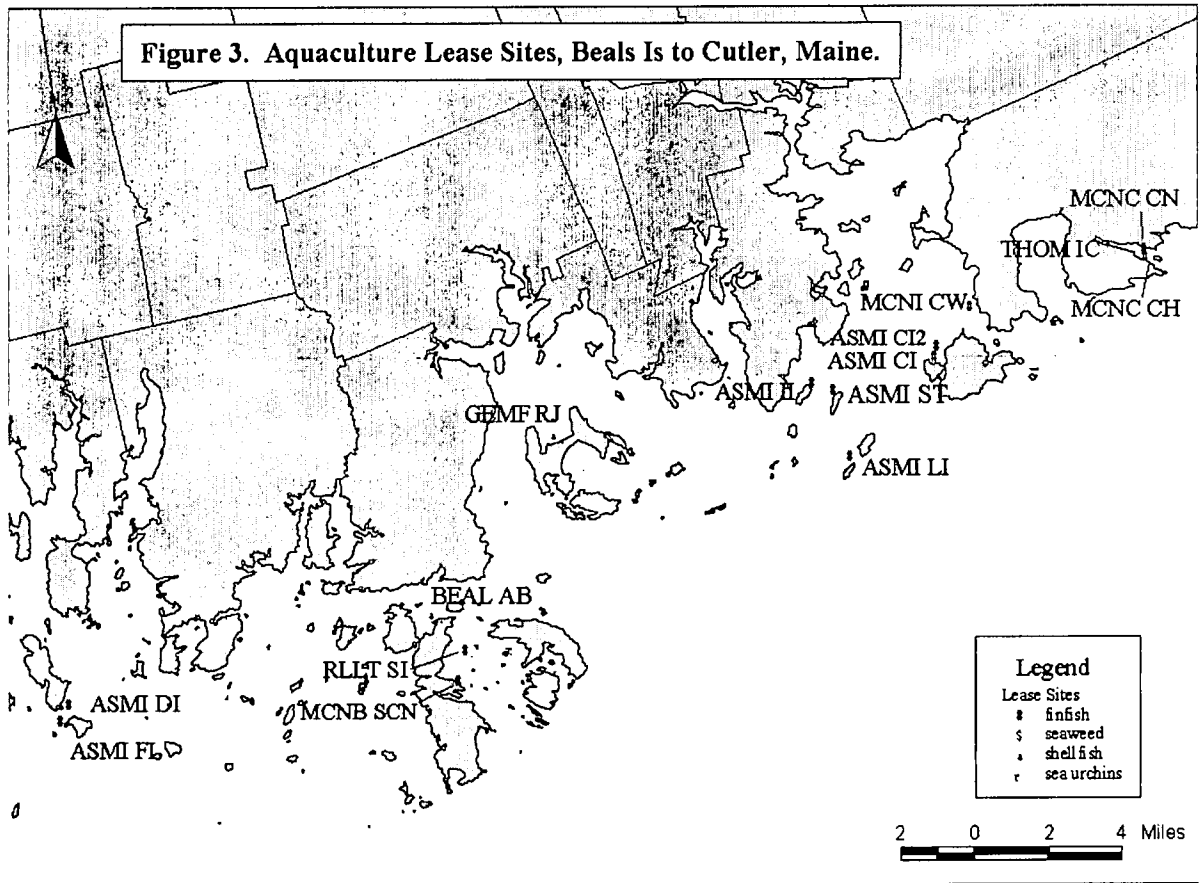 Figure 3. Aquaculture Lease Sites, Beals Is to Cutler, Maine.
MCNC CN
THOM IC
MCNI CW
MCNC CH
ASMI CI2
ASMI CI
ASMI II
ASMI ST
GEMF RJ
ASMI LI
BEAL AB
RLLT SI
ASMI DI
MCNB SCN
ASMI FI
Legend
Lease Sites
finfish
seaweed
shellfish
sea urchins
2 0 2 4 Miles